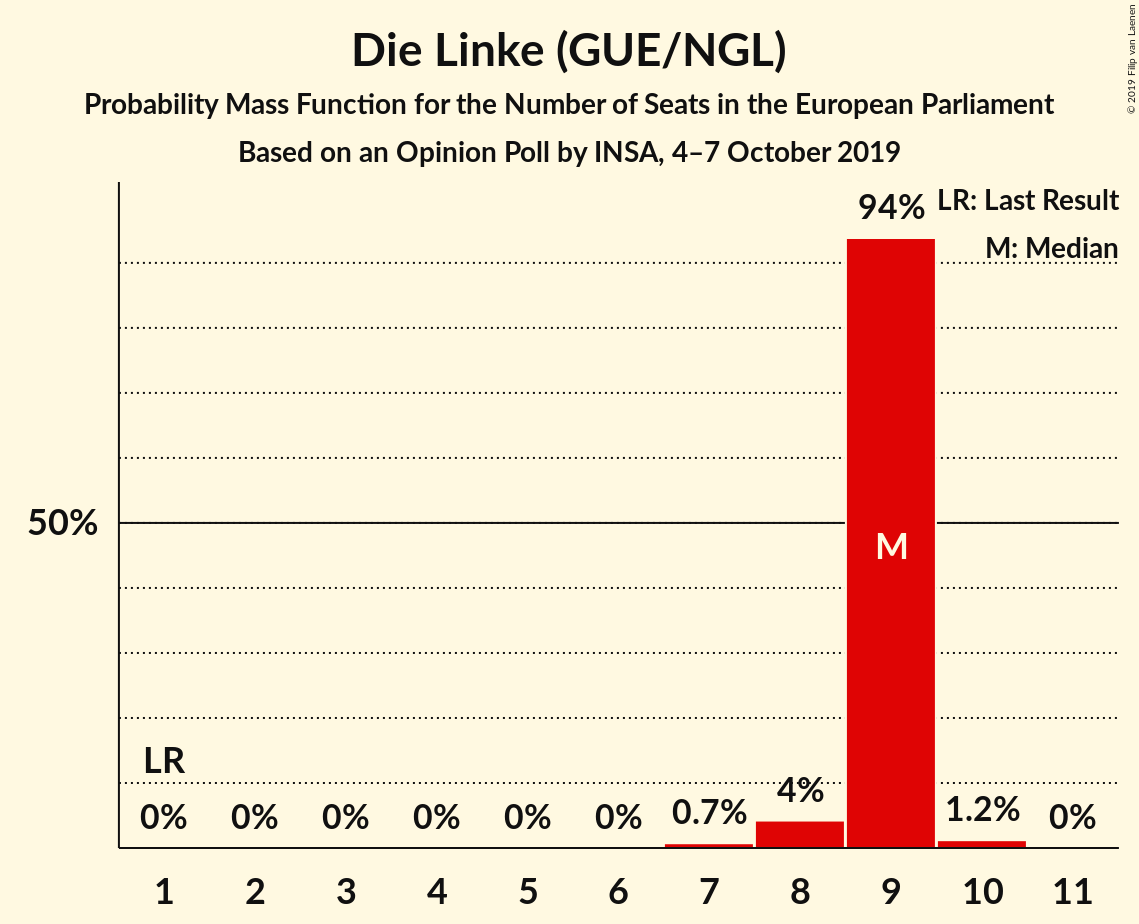 Die Linke (GUE/NGL)
Probability Mass Function for the Number of Seats in the European Parliament
Based on an Opinion Poll by INSA, 4–7 October 2019
© 2019 Filip van Laenen
LR: Last Result
M: Median
94%
50%
M
LR
0%
0%
0%
0%
0%
0%
0.7%
4%
1.2%
0%
1
2
3
4
5
6
7
8
9
10
11